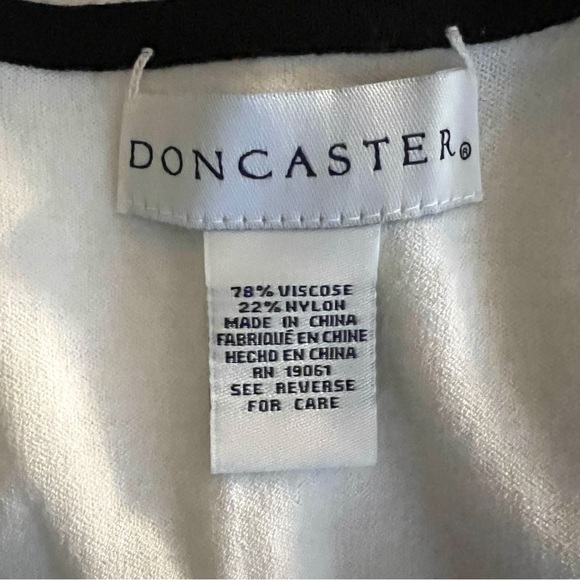 DONCASTER®
78% VISCOSE
22% NYLON
MADE IN CHINA
FABRIQUÉ EN CHINE
HECHO EN CHINA
RN 19061
SEE REVERSE
FOR CARE